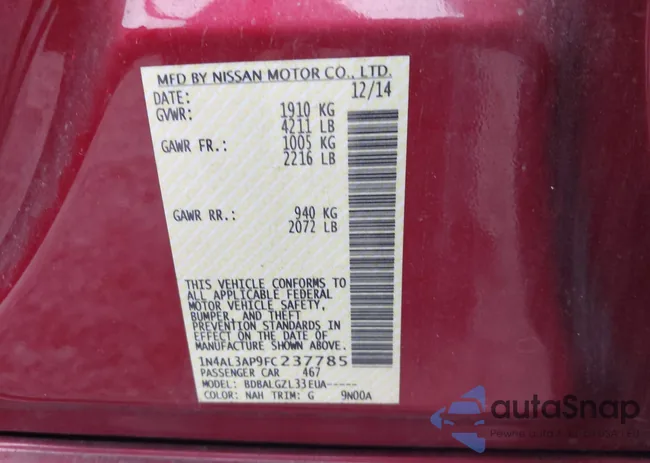 MFD BY NISSAN MOTOR CO., LTD.
DATE: 12/14
GVWR: 1910 KG
4211 LB
GAWR FR.: 1005 KG
2216 LB
GAWR RR.: 940 KG
2072 LB
THIS VEHICLE CONFORMS TO
ALL APPLICABLE FEDERAL
MOTOR VEHICLE SAFETY,
BUMPER, AND THEFT
PREVENTION STANDARDS IN
EFFECT ON THE DATE OF
MANUFACTURE SHOWN ABOVE.
1N4AL3AP9FC237785
PASSENGER CAR 467
MODEL: BDBALGZL33EUA-----
COLOR: NAH TRIM: G 9N00A
autoSnap